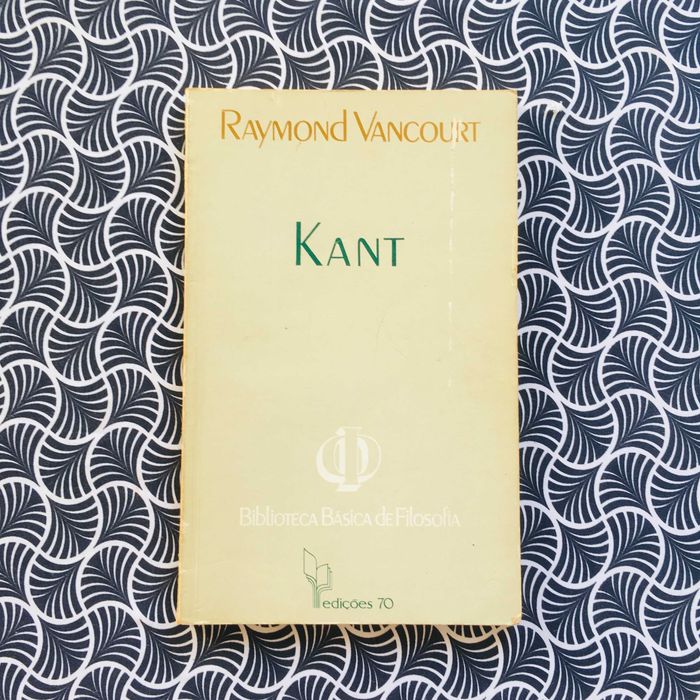 Raymond Vancourt
Kant
Biblioteca Básica de Filosofia
edições 70